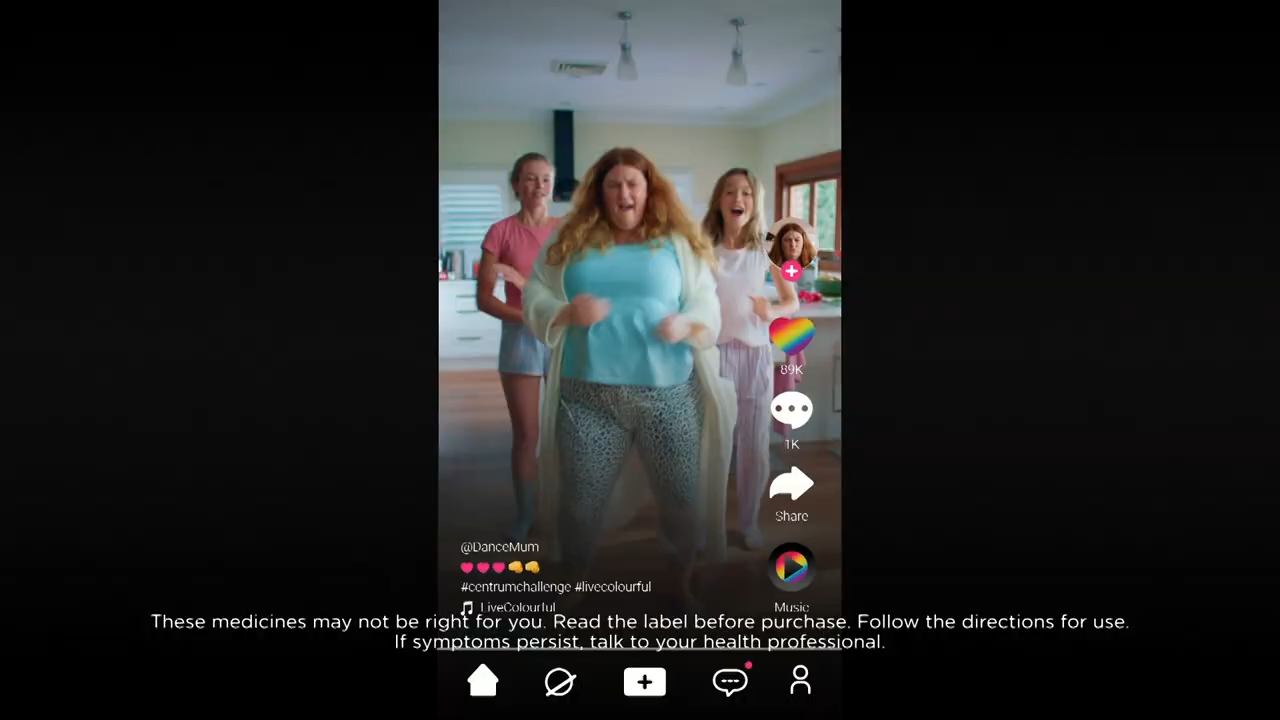 89K
1K
Share
@DanceMum
#centrumchallenge #livecolourful
LiveColourful
Music
These medicines may not be right for you. Read the label before purchase. Follow the directions for use.
If symptoms persist, talk to your health professional.